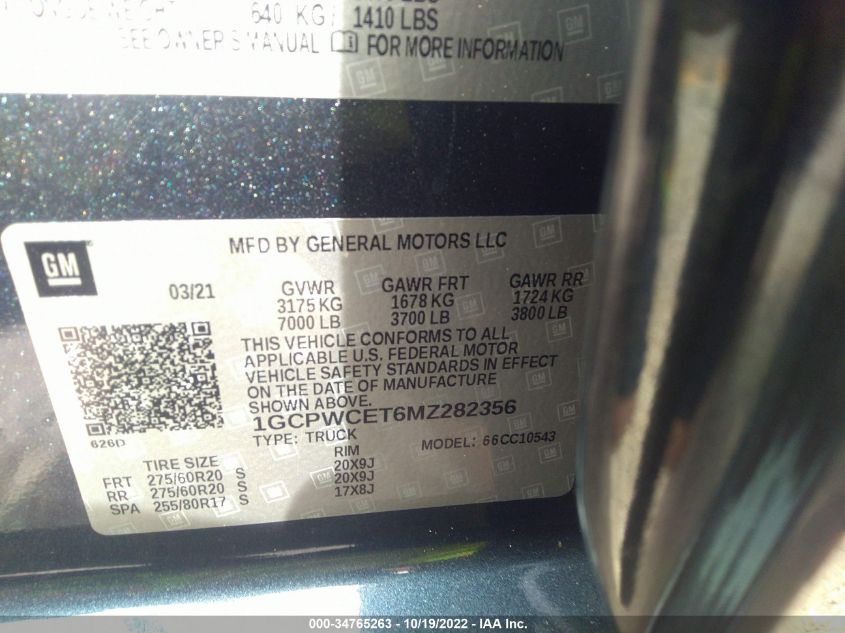 640 KG / 1410 LBS
SEE OWNER'S MANUAL FOR MORE INFORMATION
GM
MFD BY GENERAL MOTORS LLC
03/21 GVWR GAWR FRT GAWR RR
3175 KG 1678 KG 1724 KG
7000 LB 3700 LB 3800 LB
THIS VEHICLE CONFORMS TO ALL
APPLICABLE U.S. FEDERAL MOTOR
VEHICLE SAFETY STANDARDS IN EFFECT
ON THE DATE OF MANUFACTURE
SHOWN ABOVE.
1GCPWCET6MZ282356
626D
TYPE: TRUCK MODEL: 66CC10543
TIRE SIZE RIM
FRT 275/60R20 S 20X9J
RR 275/60R20 S 20X9J
SPA 255/80R17 S 17X8J
000-34765263 - 10/19/2022 - IAA Inc.